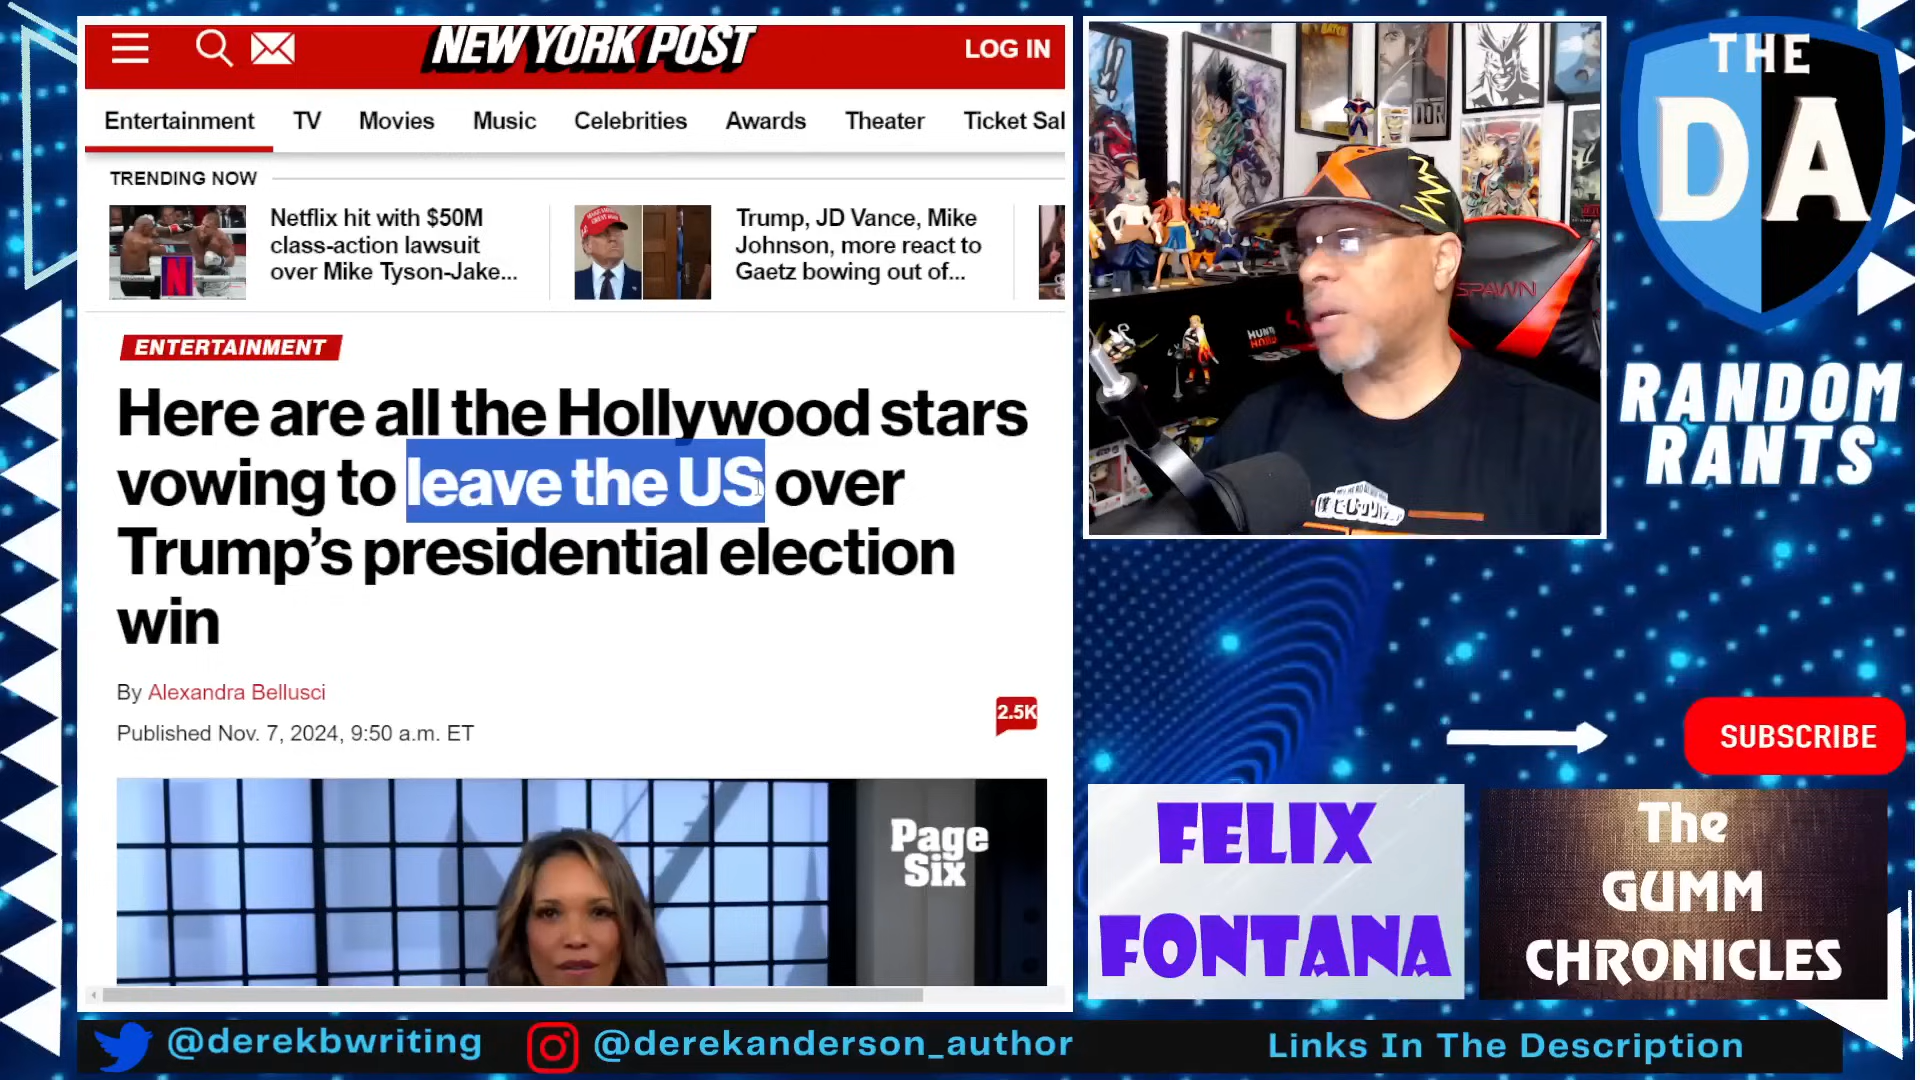 NEW YORK POST
LOG IN
Entertainment TV Movies Music Celebrities Awards Theater Ticket Sal
TRENDING NOW
Netflix hit with $50M
class-action lawsuit
over Mike Tyson-Jake...
Trump, JD Vance, Mike
Johnson, more react to
Gaetz bowing out of...
ENTERTAINMENT
Here are all the Hollywood stars
vowing to leave the US over
Trump's presidential election
win
By Alexandra Bellusci
Published Nov. 7, 2024, 9:50 a.m. ET
2.5K
Page
Six
SPAWN
THE
DA
RANDOM
RANTS
SUBSCRIBE
FELIX
FONTANA
The
GUMM
CHRONICLES
@derekbwriting
@derekanderson_author
Links In The Description